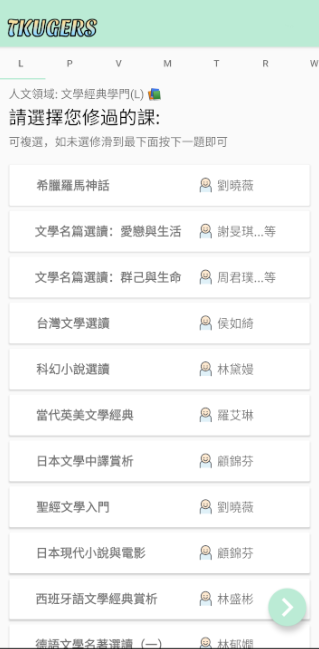 TKUGERS
L P V M T R W
人文領域: 文學經典學門(L)
請選擇您修過的課:
可複選，如未選修滑到最下面按下一題即可
希臘羅馬神話 劉曉薇
文學名篇選讀：愛戀與生活 謝旻琪...等
文學名篇選讀：群己與生命 周君璞...等
台灣文學選讀 侯如綺
科幻小說選讀 林黛嫚
當代英美文學經典 羅艾琳
日本文學中譯賞析 顧錦芬
聖經文學入門 劉曉薇
日本現代小說與電影 顧錦芬
西班牙語文學經典賞析 林盛彬
德語文學名著選讀（一） 林郁嫺